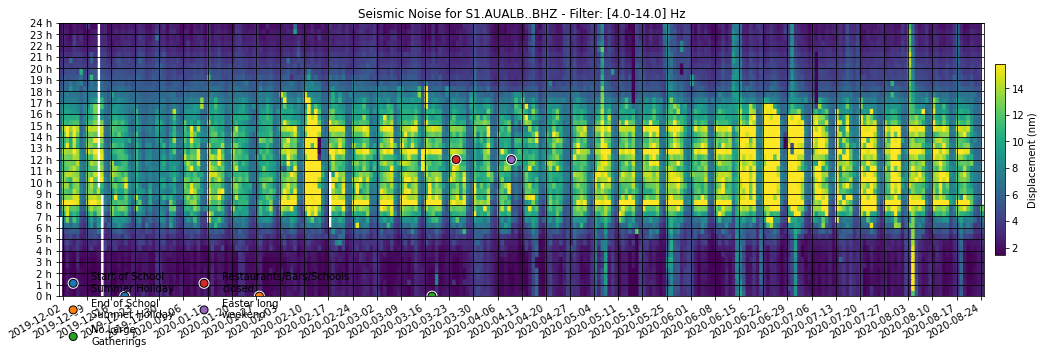 Seismic Noise for S1.AUALB..BHZ - Filter: [4.0-14.0] Hz
24 h
23 h
22 h
21 h
20 h
19 h
18 h
17 h
16 h
15 h
14 h
13 h
12 h
11 h
10 h
9 h
8 h
7 h
6 h
5 h
4 h
3 h
2 h
1 h
0 h
14
12
10
8
6
4
2
Displacement (nm)
Start of School
Summer Holiday
End of School
Summer Holiday
No Large
Gatherings
Restaurants/Bars/Schools
Closed
Easter long
weekend
2019-12-02
2020-02-10
2020-02-17
2020-02-24
2020-03-02
2020-03-09
2020-03-16
2020-03-23
2020-03-30
2020-04-06
2020-04-13
2020-04-20
2020-04-27
2020-05-04
2020-05-11
2020-05-18
2020-05-25
2020-06-01
2020-06-08
2020-06-15
2020-06-22
2020-06-29
2020-07-06
2020-07-13
2020-07-20
2020-07-27
2020-08-03
2020-08-10
2020-08-17
2020-08-24